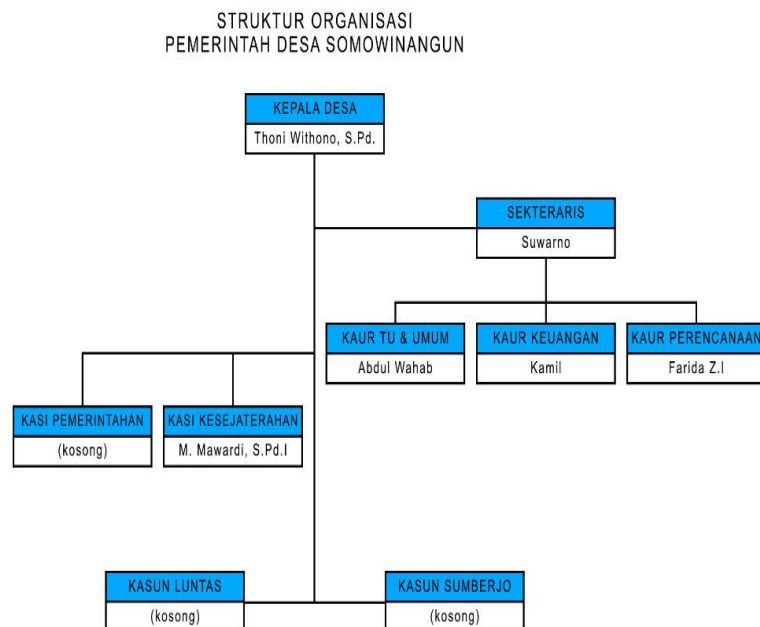 STRUKTUR ORGANISASI
PEMERINTAH DESA SOMOWINANGUN
KEPALA DESA
Thoni Withono, S.Pd.
SEKTERARIS
Suwarno
KAUR TU & UMUM
Abdul Wahab
KAUR KEUANGAN
Kamil
KAUR PERENCANAAN
Farida Z.I
KASI PEMERINTAHAN
(kosong)
KASI KESEJATERAHAN
M. Mawardi, S.Pd.I
KASUN LUNTAS
(kosong)
KASUN SUMBERJO
(kosong)